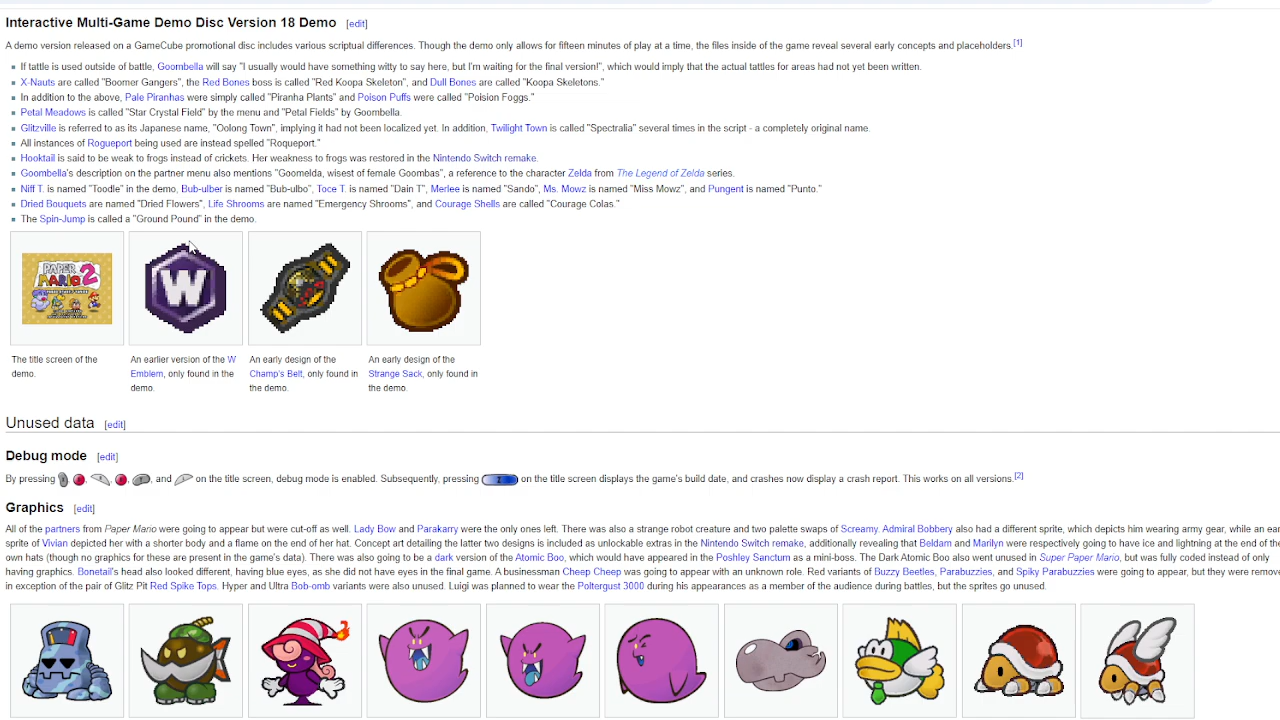 Interactive Multi-Game Demo Disc Version 18 Demo [edit]
A demo version released on a GameCube promotional disc includes various scriptual differences. Though the demo only allows for fifteen minutes of play at a time, the files inside of the game reveal several early concepts and placeholders.[1]
If tattle is used outside of battle, Goombella will say "I usually would have something witty to say here, but I'm waiting for the final version!", which would imply that the actual tattles for areas had not yet been written.
X-Nauts are called "Boomer Gangers", the Red Bones boss is called "Red Koopa Skeleton", and Dull Bones are called "Koopa Skeletons."
In addition to the above, Pale Piranhas were simply called "Piranha Plants" and Poison Puffs were called "Poision Foggs."
Petal Meadows is called "Star Crystal Field" by the menu and "Petal Fields" by Goombella.
Glitzville is referred to as its Japanese name, "Oolong Town", implying it had not been localized yet. In addition, Twilight Town is called "Spectralia" several times in the script - a completely original name.
All instances of Rogueport being used are instead spelled "Roqueport."
Hooktail is said to be weak to frogs instead of crickets. Her weakness to frogs was restored in the Nintendo Switch remake.
Goombella's description on the partner menu also mentions "Goomelda, wisest of female Goombas", a reference to the character Zelda from The Legend of Zelda series.
Niff T. is named "Toodle" in the demo, Bub-ulber is named "Bub-ulbo", Toce T. is named "Dain T", Merlee is named "Sando", Ms. Mowz is named "Miss Mowz", and Pungent is named "Punto."
Dried Bouquets are named "Dried Flowers", Life Shrooms are named "Emergency Shrooms", and Courage Shells are called "Courage Colas."
The Spin-Jump is called a "Ground Pound" in the demo.
PAPER MARIO 2
W
The title screen of the
demo.
An earlier version of the W
Emblem, only found in the
demo.
An early design of the
Champ's Belt, only found in
the demo.
An early design of the
Strange Sack, only found in
the demo.
Unused data [edit]
Debug mode [edit]
By pressing , and on the title screen, debug mode is enabled. Subsequently, pressing Z on the title screen displays the game's build date, and crashes now display a crash report. This works on all versions.[2]
Graphics [edit]
All of the partners from Paper Mario were going to appear but were cut-off as well. Lady Bow and Parakarry were the only ones left. There was also a strange robot creature and two palette swaps of Screamy. Admiral Bobbery also had a different sprite, which depicts him wearing army gear, while an ear
sprite of Vivian depicted her with a shorter body and a flame on the end of her hat. Concept art detailing the latter two designs is included as unlockable extras in the Nintendo Switch remake, additionally revealing that Beldam and Marilyn were respectively going to have ice and lightning at the end of the
own hats (though no graphics for these are present in the game's data). There was also going to be a dark version of the Atomic Boo, which would have appeared in the Poshley Sanctum as a mini-boss. The Dark Atomic Boo also went unused in Super Paper Mario, but was fully coded instead of only
having graphics. Bonetail's head also looked different, having blue eyes, as she did not have eyes in the final game. A businessman Cheep Cheep was going to appear with an unknown role. Red variants of Buzzy Beetles, Parabuzzies, and Spiky Parabuzzies were going to appear, but they were remove
in exception of the pair of Glitz Pit Red Spike Tops. Hyper and Ultra Bob-omb variants were also unused. Luigi was planned to wear the Poltergust 3000 during his appearances as a member of the audience during battles, but the sprites go unused.